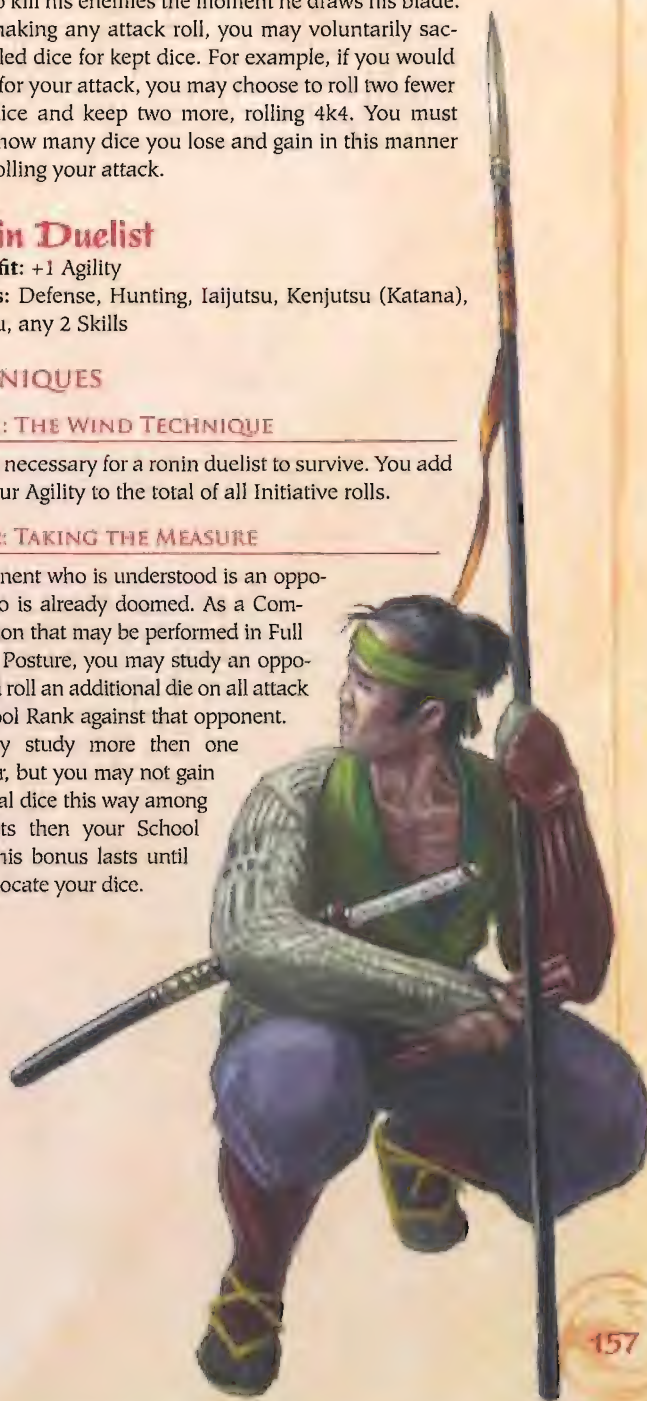 kill his enemies the moment he draws his blade.
making any attack roll, you may voluntarily sac-
led dice for kept dice. For example, if you would
for your attack, you may choose to roll two fewer
ice and keep two more, rolling 4k4. You must
how many dice you lose and gain in this manner
olling your attack.
in Duelist
fit: +1 Agility
s: Defense, Hunting, Iaijutsu, Kenjutsu (Katana),
u, any 2 Skills
NIQUES
: THE WIND TECHNIQUE
necessary for a ronin duelist to survive. You add
ur Agility to the total of all Initiative rolls.
: TAKING THE MEASURE
nent who is understood is an oppo-
o is already doomed. As a Com-
on that may be performed in Full
Posture, you may study an oppo-
roll an additional die on all attack
ool Rank against that opponent.
y study more then one
r, but you may not gain
al dice this way among
ts then your School
his bonus lasts until
ocate your dice.
157